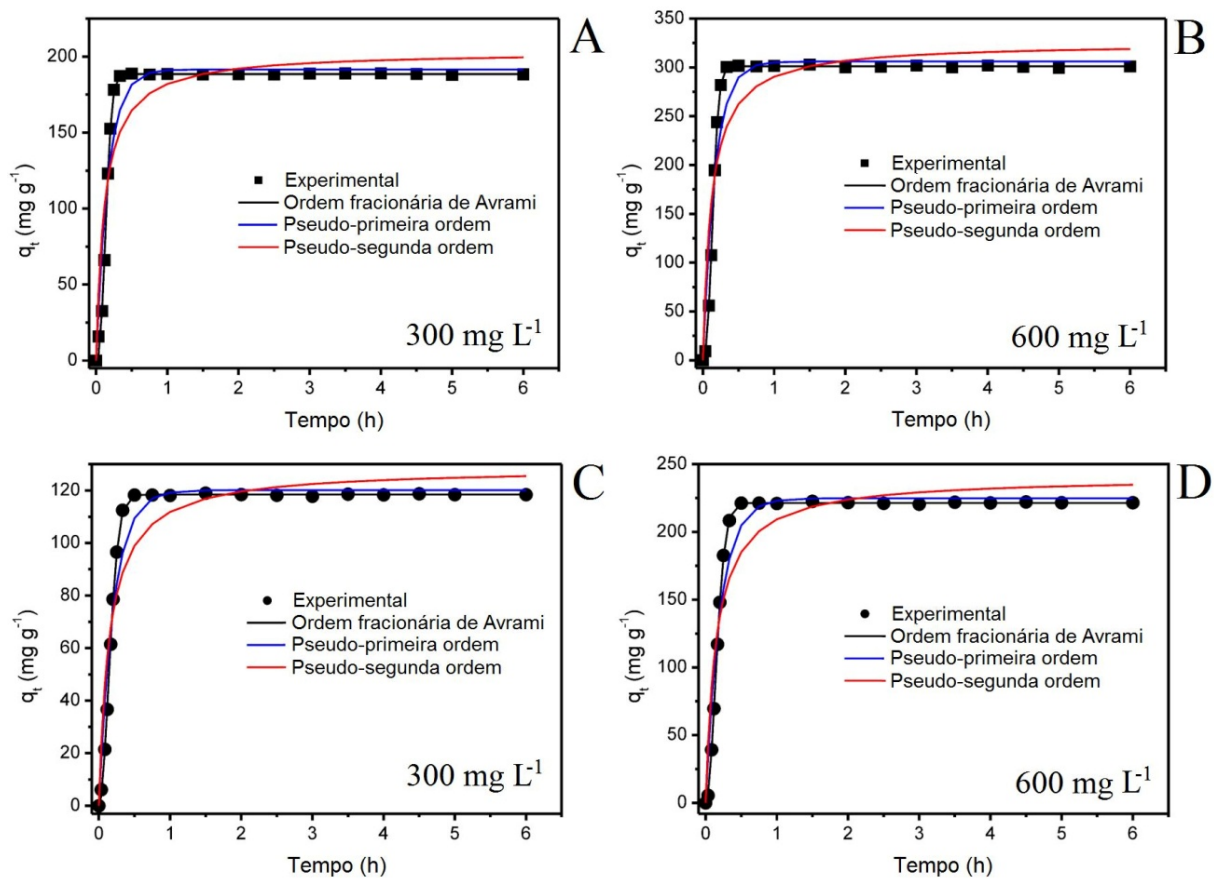 A
200
150
100
50
0
q_t (mg g⁻¹)
Experimental
Ordem fracionária de Avrami
Pseudo-primeira ordem
Pseudo-segunda ordem
300 mg L⁻¹
0 1 2 3 4 5 6
Tempo (h)
B
350
300
250
200
150
100
50
0
q_t (mg g⁻¹)
Experimental
Ordem fracionária de Avrami
Pseudo-primeira ordem
Pseudo-segunda ordem
600 mg L⁻¹
0 1 2 3 4 5 6
Tempo (h)
C
120
100
80
60
40
20
0
q_t (mg g⁻¹)
Experimental
Ordem fracionária de Avrami
Pseudo-primeira ordem
Pseudo-segunda ordem
300 mg L⁻¹
0 1 2 3 4 5 6
Tempo (h)
D
250
200
150
100
50
0
q_t (mg g⁻¹)
Experimental
Ordem fracionária de Avrami
Pseudo-primeira ordem
Pseudo-segunda ordem
600 mg L⁻¹
0 1 2 3 4 5 6
Tempo (h)